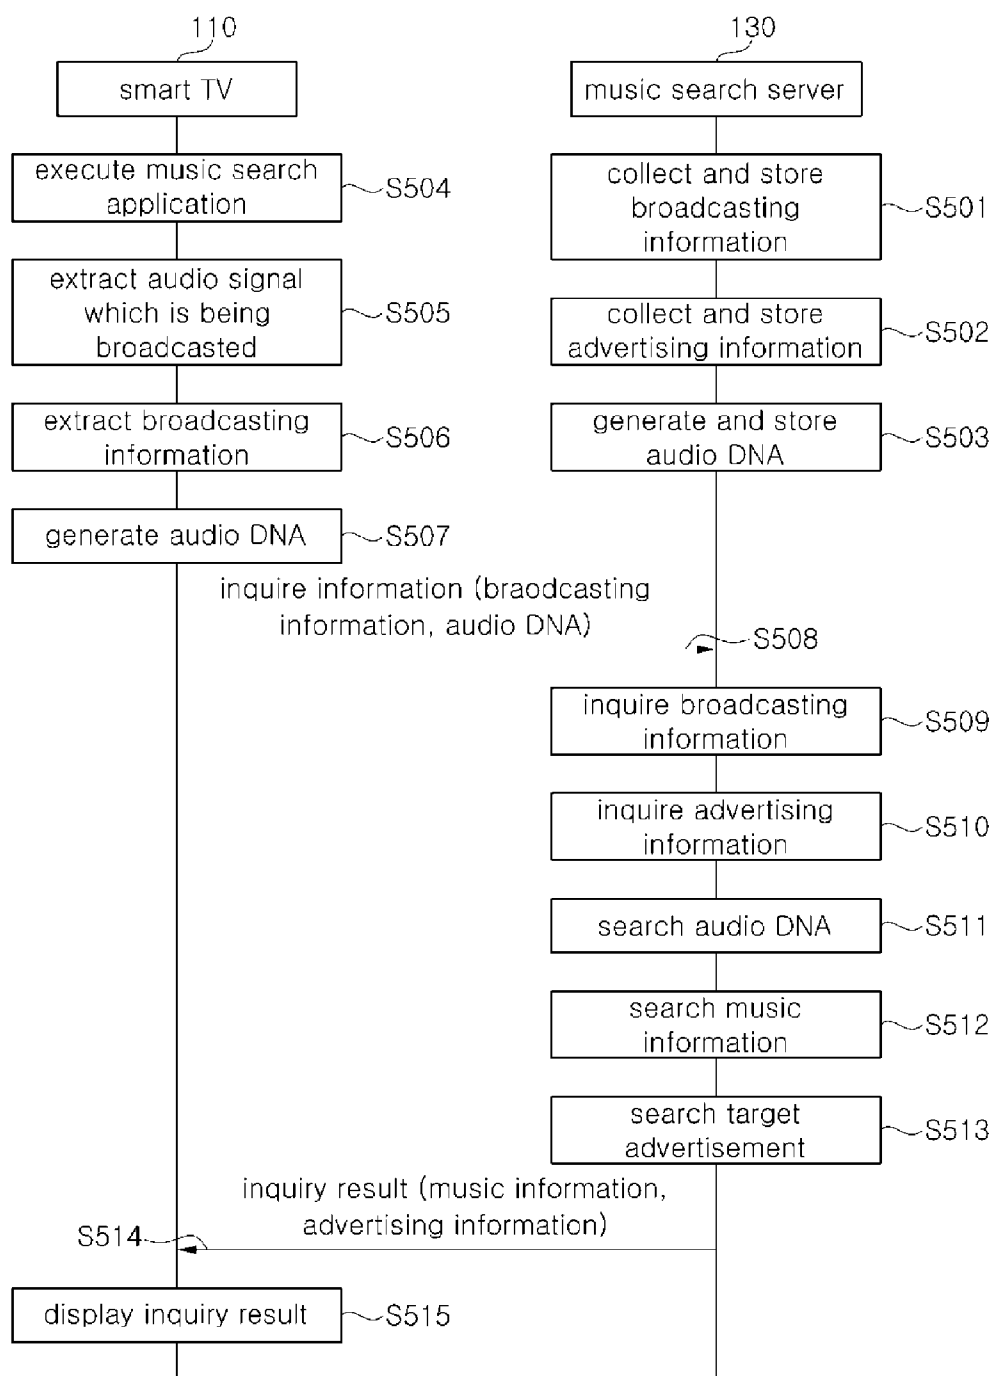 110
130
smart TV
music search server
execute music search
application
S504
collect and store
broadcasting
information
S501
extract audio signal
which is being
broadcasted
S505
collect and store
advertising information
S502
extract broadcasting
information
S506
generate and store
audio DNA
S503
generate audio DNA
S507
inquire information (braodcasting
information, audio DNA)
S508
inquire broadcasting
information
S509
inquire advertising
information
S510
search audio DNA
S511
search music
information
S512
search target
advertisement
S513
inquiry result (music information,
advertising information)
S514
display inquiry result
S515